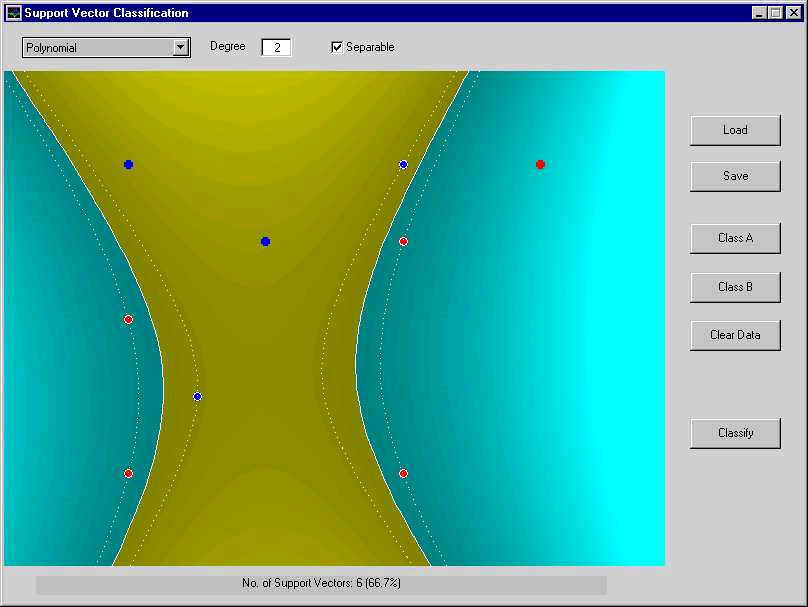 Support Vector Classification
Polynomial
Degree
2
Separable
Load
Save
Class A
Class B
Clear Data
Classify
No. of Support Vectors: 6 (66.7%)